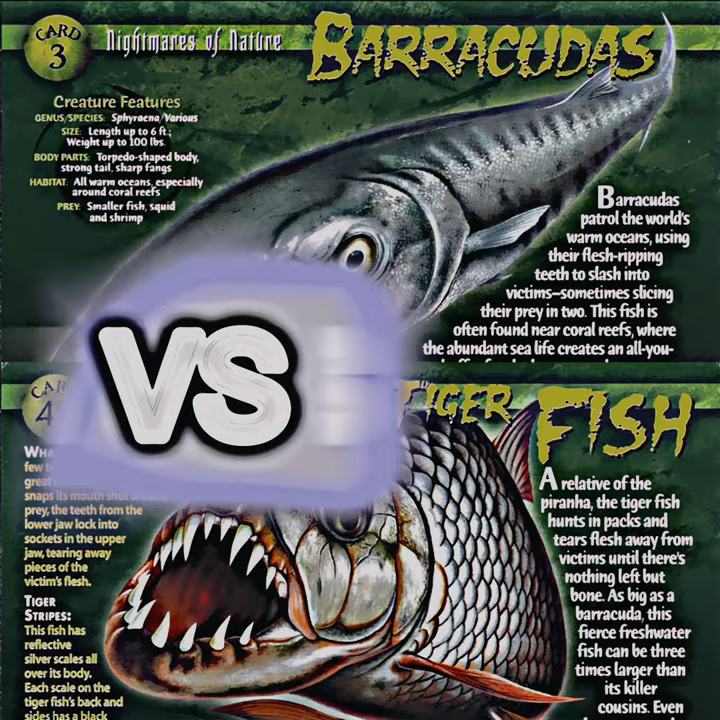 CARD
3
Nightmares of Nature
BARRACUDAS
Creature Features
GENUS/SPECIES: Sphyraena/Various
SIZE: Length up to 6 ft.;
Weight up to 100 lbs.
BODY PARTS: Torpedo-shaped body,
strong tail, sharp fangs
HABITAT: All warm oceans, especially
around coral reefs
PREY: Smaller fish, squid
and shrimp
Barracudas
patrol the world's
warm oceans, using
their flesh-ripping
teeth to slash into
victims–sometimes slicing
their prey in two. This fish is
often found near coral reefs, where
the abundant sea life creates an all-you-
VS
TIGER FISH
few
great
snaps its mouth shut
prey, the teeth from the
lower jaw lock into
sockets in the upper
jaw, tearing away
pieces of the
victim's flesh.
TIGER
STRIPES:
This fish has
reflective
silver scales all
over its body.
Each scale on the
tiger fish's back and
sides has a black
A relative of the
piranha, the tiger fish
hunts in packs and
tears flesh away from
victims until there's
nothing left but
bone. As big as a
barracuda, this
fierce freshwater
fish can be three
times larger than
its killer
cousins. Even